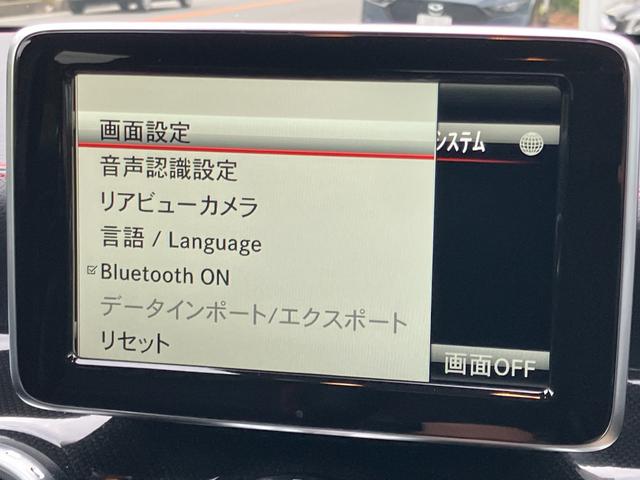 画面設定
システム
音声認識設定
リアビューカメラ
言語 / Language
Bluetooth ON
データインポート/エクスポート
リセット
画面OFF